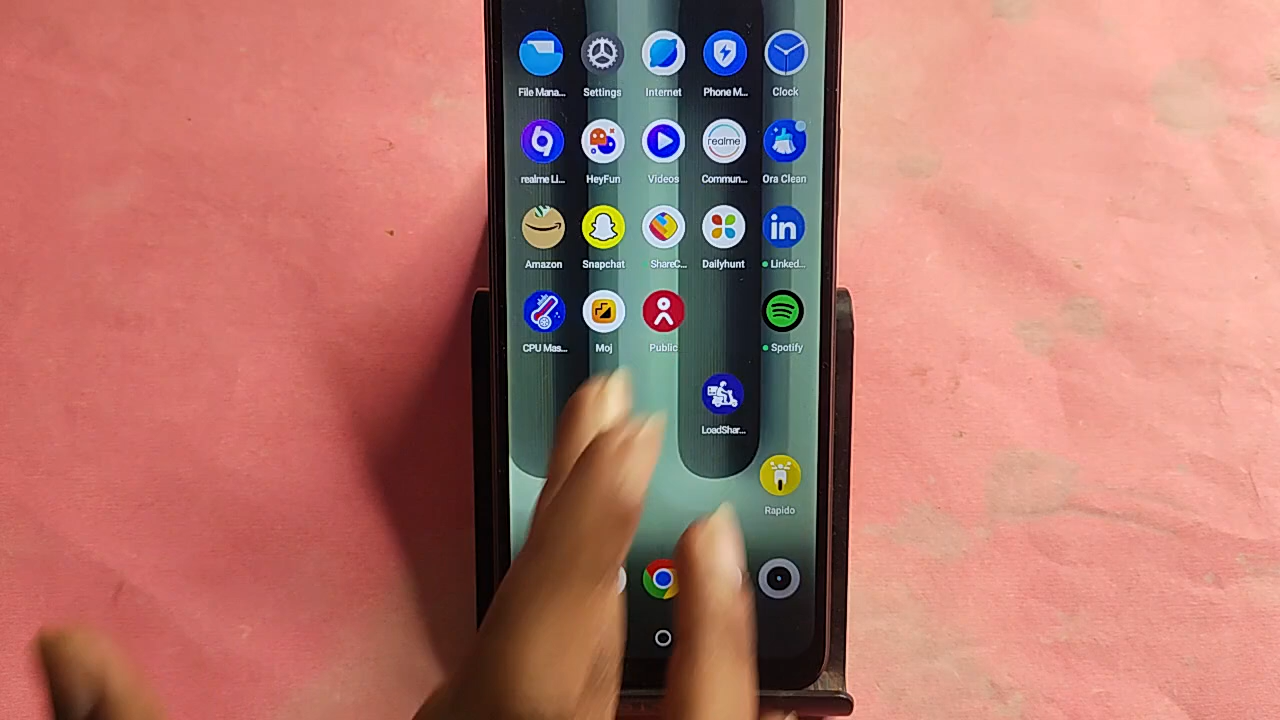 File Mana... Settings Internet Phone M... Clock
realme Li... HeyFun Videos Commun... Ora Clean
realme
Amazon Snapchat ShareC... Dailyhunt Linked...
in
CPU Mas... Moj Public Spotify
LoadShar...
Rapido